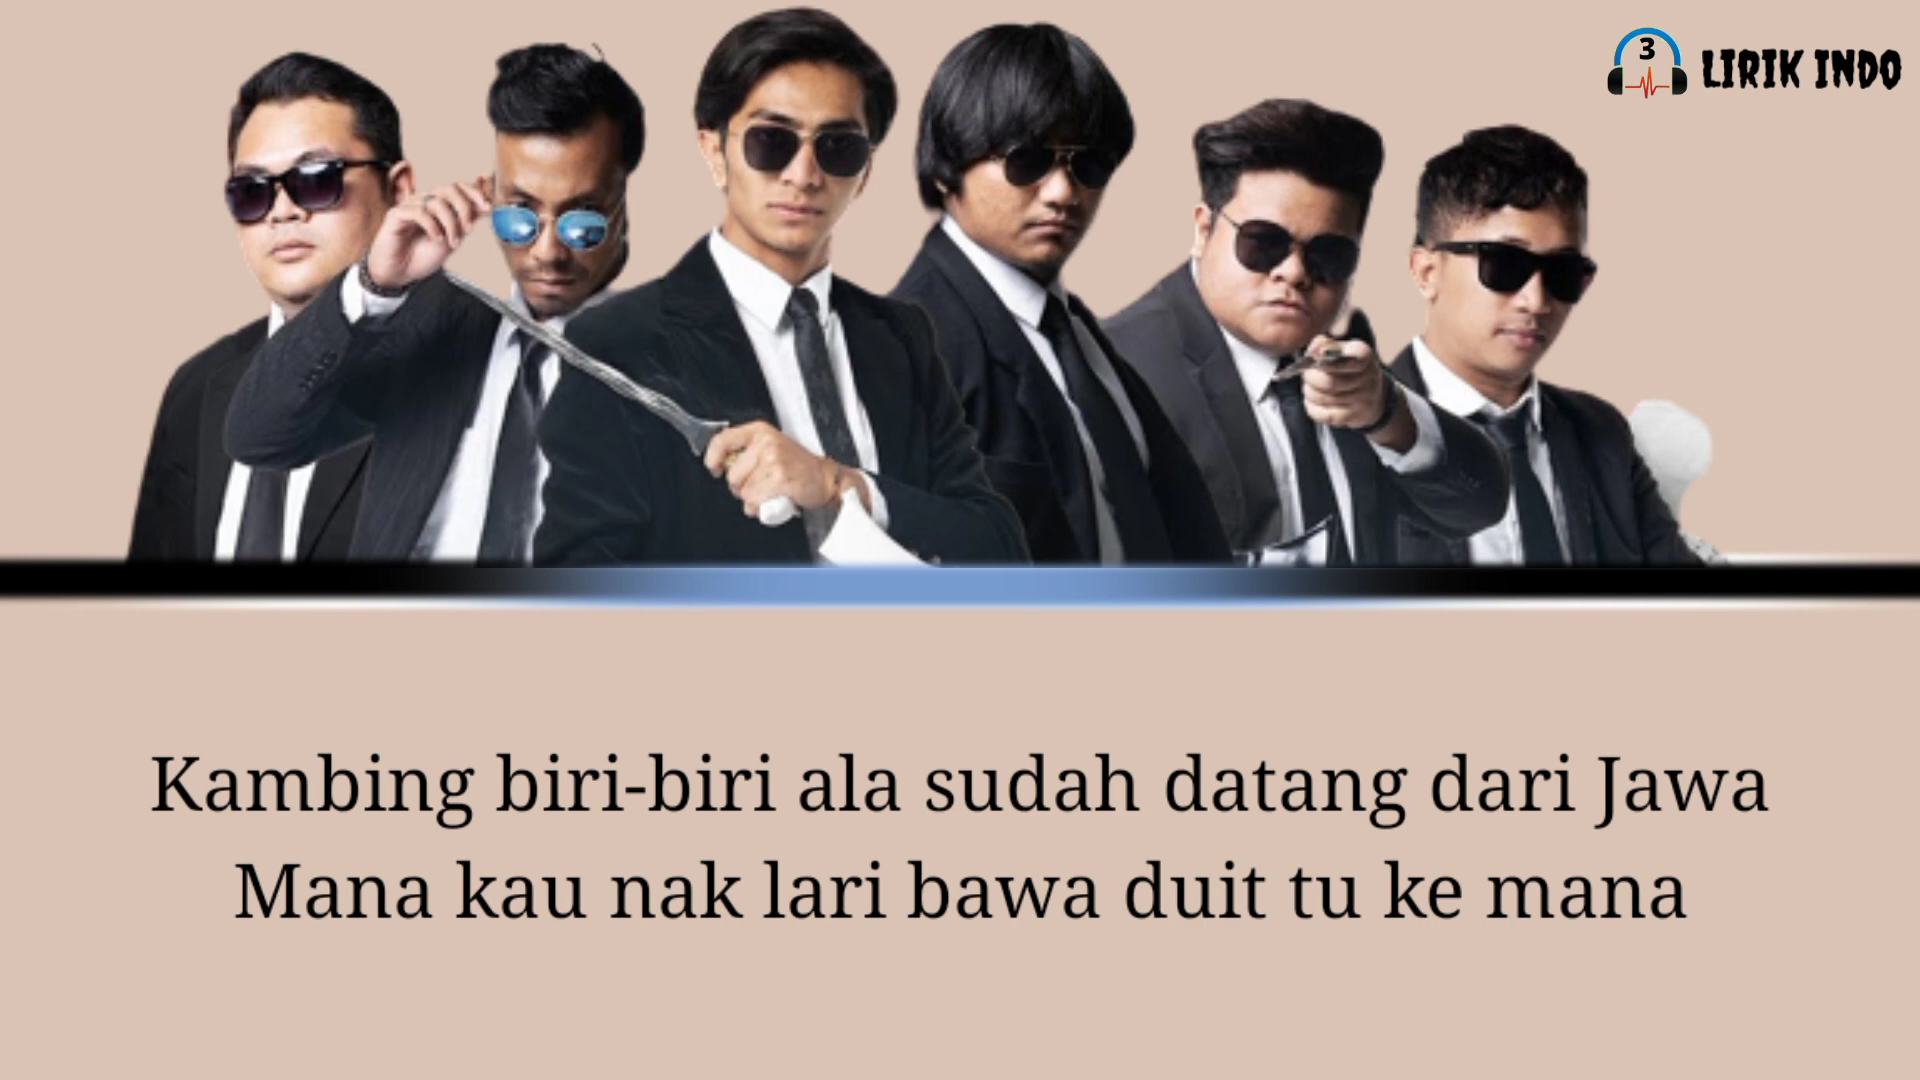 3
LIRIK INDO
Kambing biri-biri ala sudah datang dari Jawa
Mana kau nak lari bawa duit tu ke mana